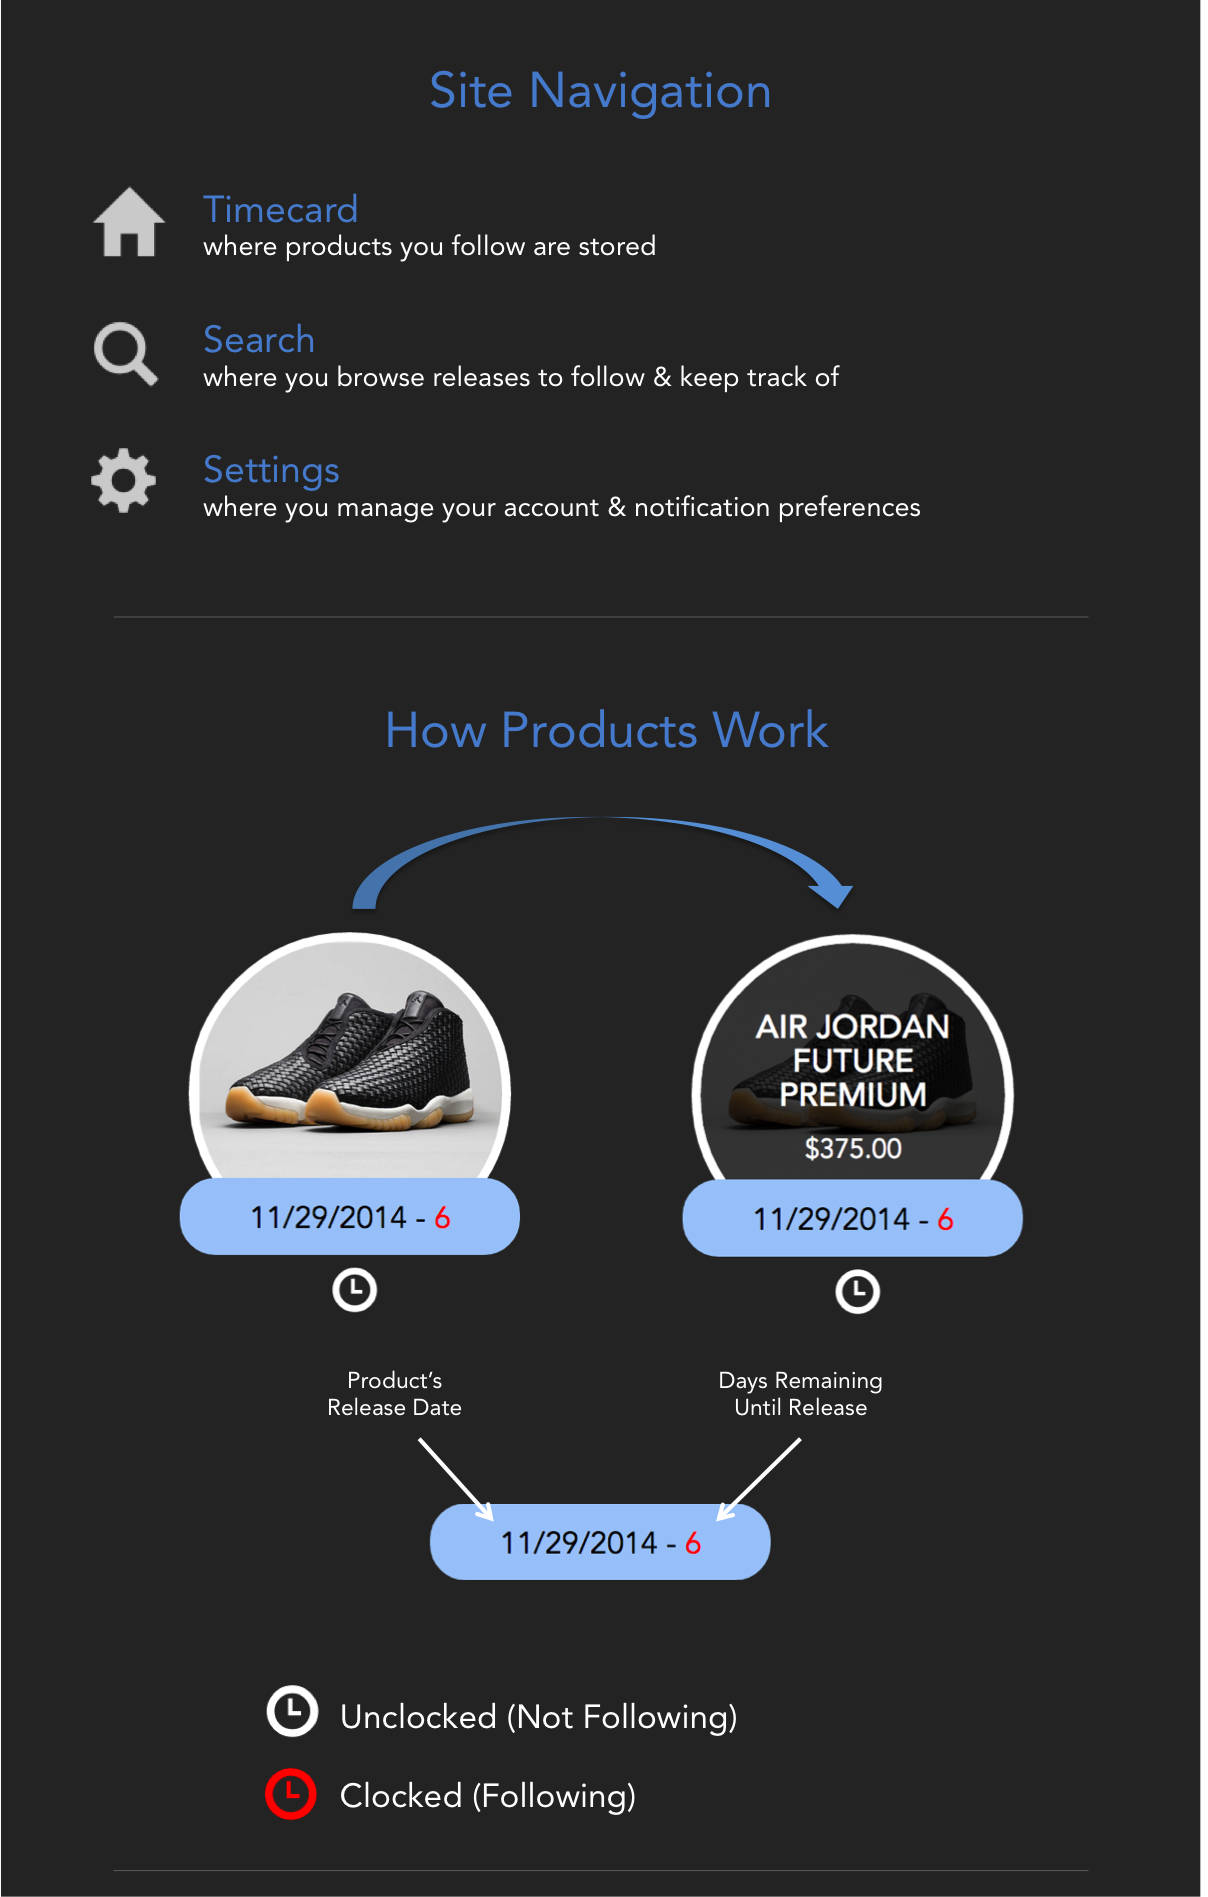 Site Navigation
Timecard
where products you follow are stored
Search
where you browse releases to follow & keep track of
Settings
where you manage your account & notification preferences
How Products Work
AIR JORDAN
FUTURE
PREMIUM
$375.00
11/29/2014 - 6
11/29/2014 - 6
Product’s
Release Date
Days Remaining
Until Release
11/29/2014 - 6
Unclocked (Not Following)
Clocked (Following)